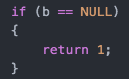 if (b == NULL)
{
    return 1;
}